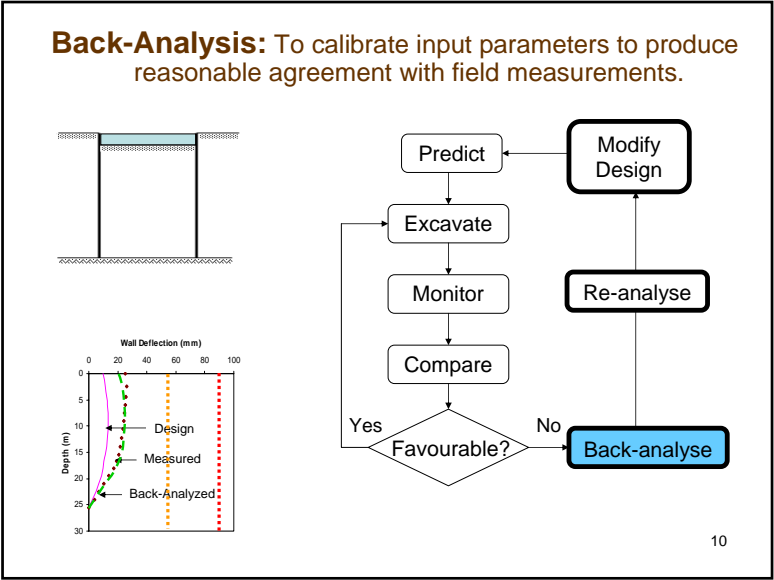 Back-Analysis: To calibrate input parameters to produce
reasonable agreement with field measurements.
Predict
Modify
Design
Excavate
Monitor
Re-analyse
Compare
Yes
Favourable?
No
Back-analyse
Wall Deflection (mm)
0 20 40 60 80 100
0
5
10
15
20
25
30
Depth (m)
Design
Measured
Back-Analyzed
10